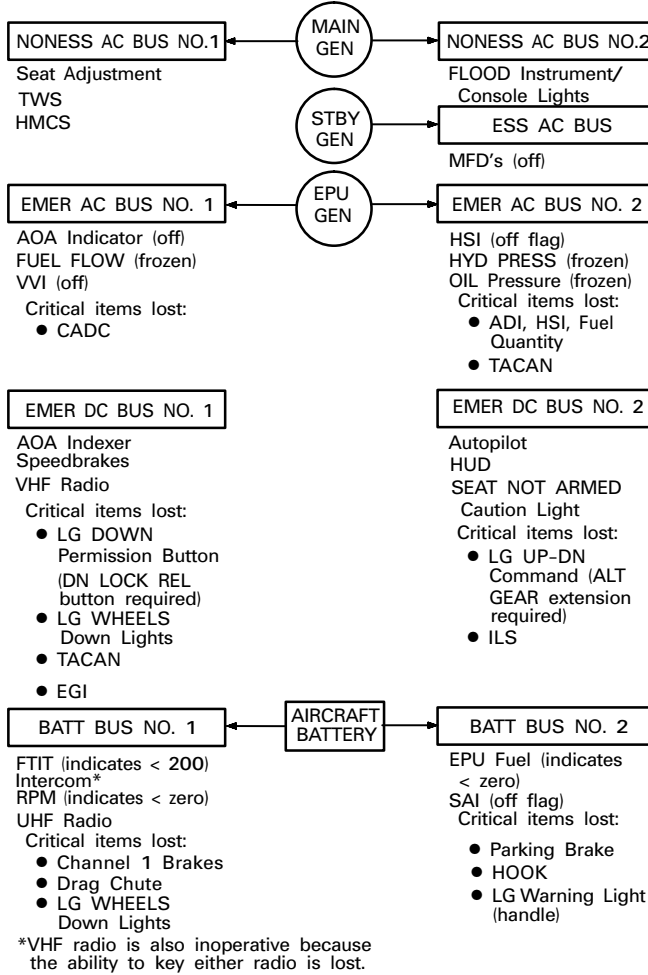 MAIN
GEN
NONESS AC BUS NO.1
NONESS AC BUS NO.2
Seat Adjustment
TWS
HMCS
FLOOD Instrument/
Console Lights
STBY
GEN
ESS AC BUS
MFD's (off)
EPU
GEN
EMER AC BUS NO. 1
EMER AC BUS NO. 2
AOA Indicator (off)
FUEL FLOW (frozen)
VVI (off)
Critical items lost:
● CADC
HSI (off flag)
HYD PRESS (frozen)
OIL Pressure (frozen)
Critical items lost:
● ADI, HSI, Fuel
Quantity
● TACAN
EMER DC BUS NO. 1
AOA Indexer
Speedbrakes
VHF Radio
Critical items lost:
● LG DOWN
Permission Button
(DN LOCK REL
button required)
● LG WHEELS
Down Lights
● TACAN
● EGI
EMER DC BUS NO. 2
Autopilot
HUD
SEAT NOT ARMED
Caution Light
Critical items lost:
● LG UP-DN
Command (ALT
GEAR extension
required)
● ILS
AIRCRAFT
BATTERY
BATT BUS NO. 1
FTIT (indicates < 200)
Intercom*
RPM (indicates < zero)
UHF Radio
Critical items lost:
● Channel 1 Brakes
● Drag Chute
● LG WHEELS
Down Lights
*VHF radio is also inoperative because
the ability to key either radio is lost.
BATT BUS NO. 2
EPU Fuel (indicates
< zero)
SAI (off flag)
Critical items lost:
● Parking Brake
● HOOK
● LG Warning Light
(handle)